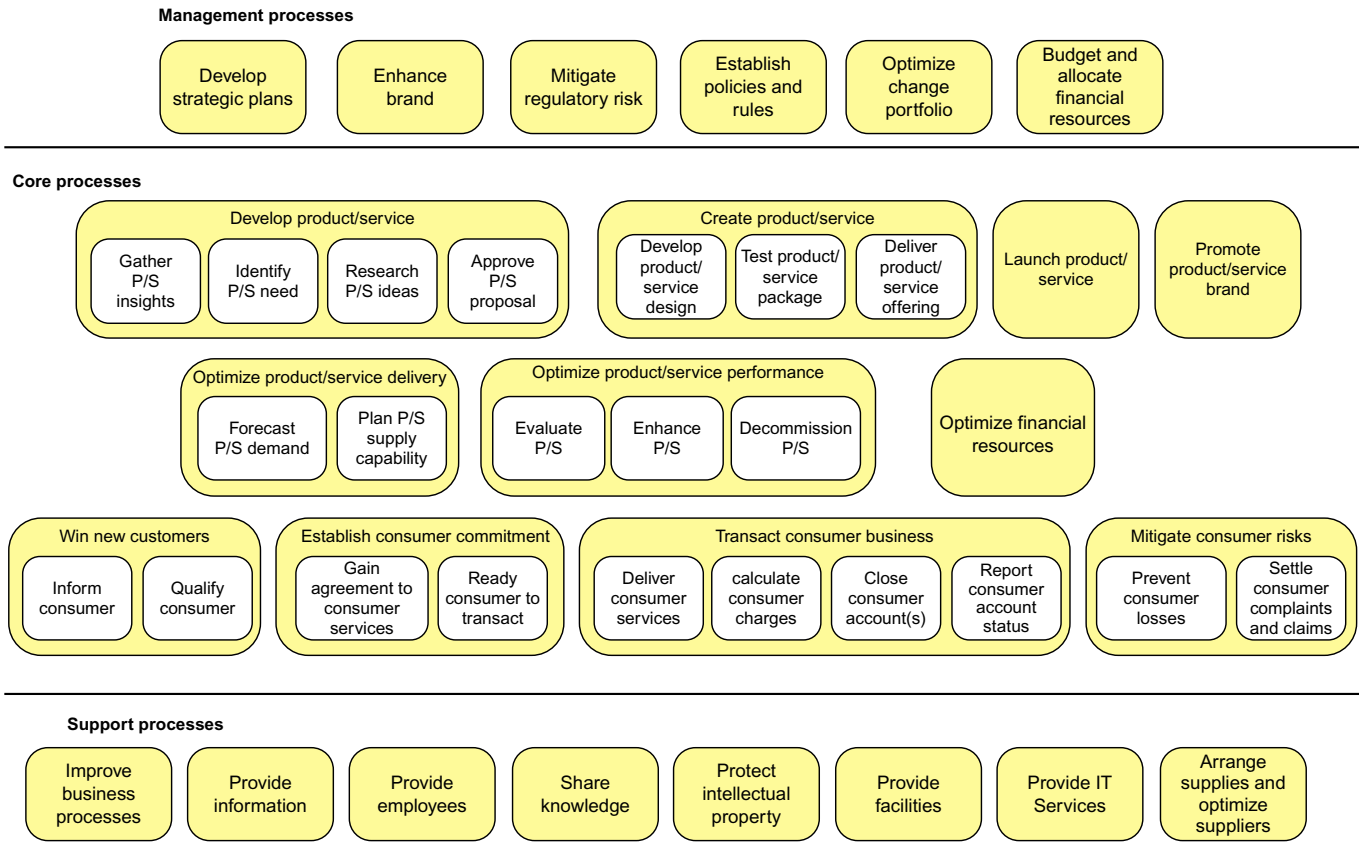 Management processes
Develop
strategic plans
Enhance
brand
Mitigate
regulatory risk
Establish
policies and
rules
Optimize
change
portfolio
Budget and
allocate
financial
resources
Core processes
Develop product/service
Gather
P/S
insights
Identify
P/S need
Research
P/S ideas
Approve
P/S
proposal
Create product/service
Develop
product/
service
design
Test product/
service
package
Deliver
product/
service
offering
Launch product/
service
Promote
product/service
brand
Optimize product/service delivery
Forecast
P/S demand
Plan P/S
supply
capability
Optimize product/service performance
Evaluate
P/S
Enhance
P/S
Decommission
P/S
Optimize financial
resources
Win new customers
Inform
consumer
Qualify
consumer
Establish consumer commitment
Gain
agreement to
consumer
services
Ready
consumer to
transact
Transact consumer business
Deliver
consumer
services
calculate
consumer
charges
Close
consumer
account(s)
Report
consumer
account
status
Mitigate consumer risks
Prevent
consumer
losses
Settle
consumer
complaints
and claims
Support processes
Improve
business
processes
Provide
information
Provide
employees
Share
knowledge
Protect
intellectual
property
Provide
facilities
Provide IT
Services
Arrange
supplies and
optimize
suppliers